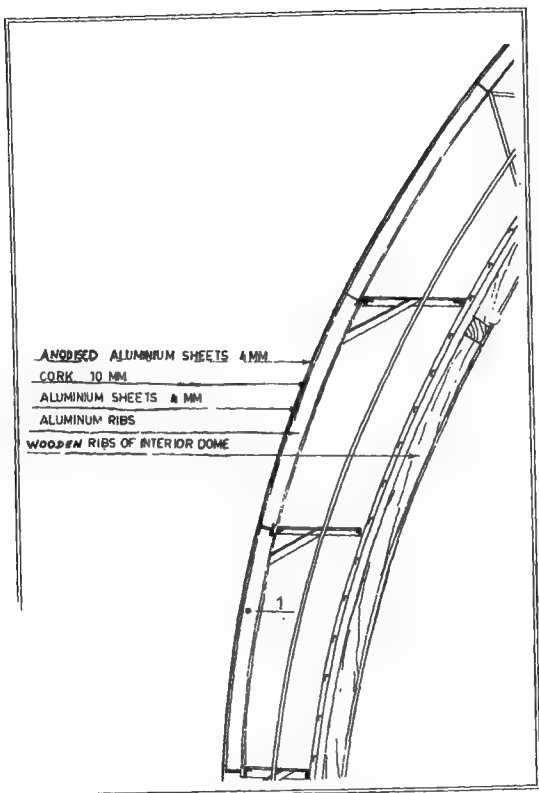 ANODISED ALUMINIUM SHEETS 4 MM
CORK 10 MM
ALUMINIUM SHEETS 4 MM
ALUMINUM RIBS
WOODEN RIBS OF INTERIOR DOME
1